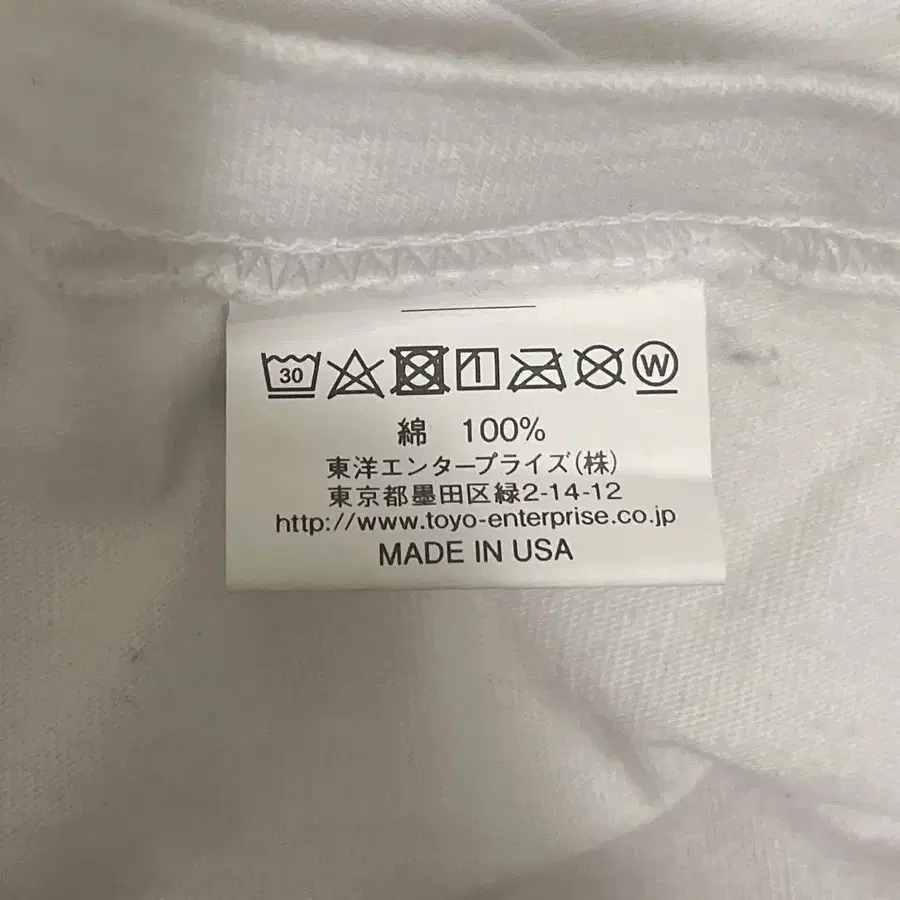 30 W
綿 100%
東洋エンタープライズ(株)
東京都墨田区緑2-14-12
http://www.toyo-enterprise.co.jp
MADE IN USA